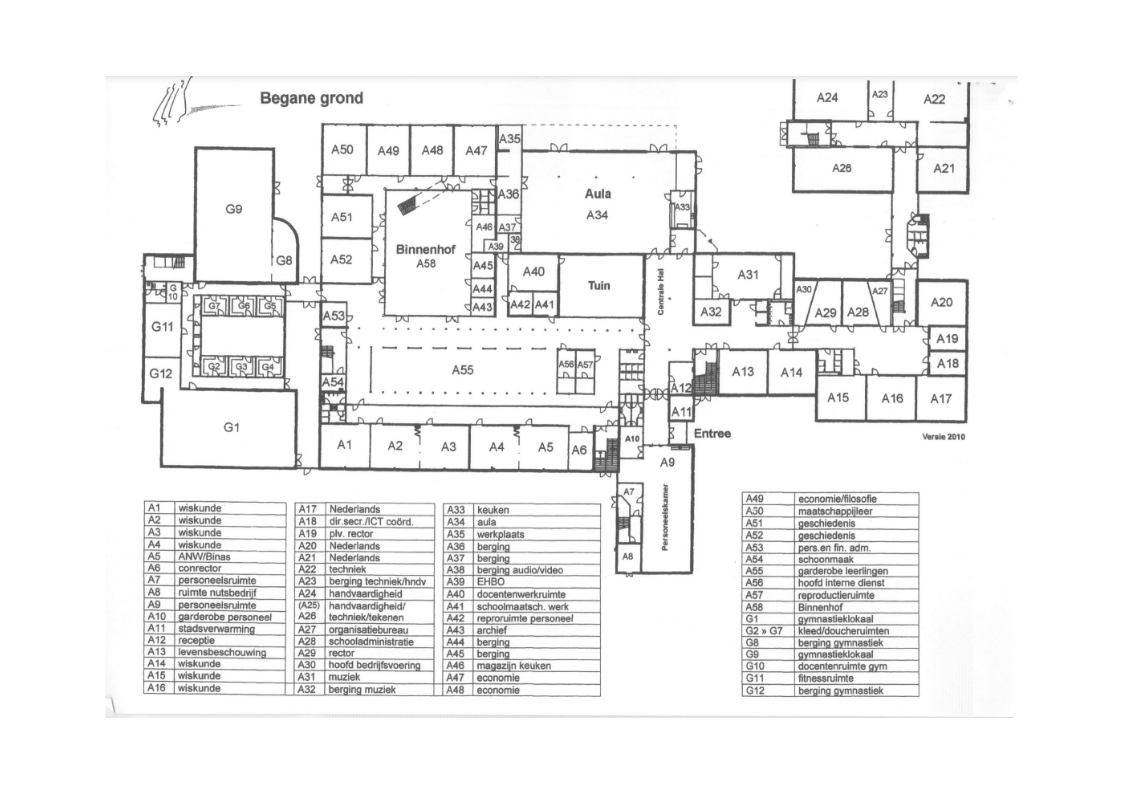 Begane grond
A24
A23
A22
A26
A21
A50 A49 A48 A47
A35
A36
Aula
A34
A33
A51
A52
Binnenhof
A58
A46
A37
38
A39
A45
A44
A43
A40
A42 A41
Tuin
Centrale Hal
A31
A32
A30
A29
A28
A27
A20
A19
A18
G9
G8
G
10
G7 G6 G5
G11
G2 G3 G4
G12
G1
A53
A54
A55
A56 A57
A12
A11
A13
A14
A15
A16
A17
A1
A2
A3
A4
A5
A6
A10
Entree
A9
Personeelskamer
A7
A8
Versie 2010
A1 wiskunde
A2 wiskunde
A3 wiskunde
A4 wiskunde
A5 ANW/Binas
A6 conrector
A7 personeelsruimte
A8 ruimte nutsbedrijf
A9 personeelsruimte
A10 garderobe personeel
A11 stadsverwarming
A12 receptie
A13 levensbeschouwing
A14 wiskunde
A15 wiskunde
A16 wiskunde
A17 Nederlands
A18 dir.secr./ICT coörd.
A19 plv. rector
A20 Nederlands
A21 Nederlands
A22 techniek
A23 berging techniek/hndv
A24 handvaardigheid
(A25) handvaardigheid/
A26 techniek/tekenen
A27 organisatiebureau
A28 schooladministratie
A29 rector
A30 hoofd bedrijfsvoering
A31 muziek
A32 berging muziek
A33 keuken
A34 aula
A35 werkplaats
A36 berging
A37 berging
A38 berging audio/video
A39 EHBO
A40 docentenwerkruimte
A41 schoolmaatsch. werk
A42 reproruimte personeel
A43 archief
A44 berging
A45 berging
A46 magazijn keuken
A47 economie
A48 economie
A49 economie/filosofie
A50 maatschappijleer
A51 geschiedenis
A52 geschiedenis
A53 pers.en fin. adm.
A54 schoonmaak
A55 garderobe leerlingen
A56 hoofd interne dienst
A57 reproductieruimte
A58 Binnenhof
G1 gymnastieklokaal
G2 » G7 kleed/doucheruimten
G8 berging gymnastiek
G9 gymnastieklokaal
G10 docentenruimte gym
G11 fitnessruimte
G12 berging gymnastiek